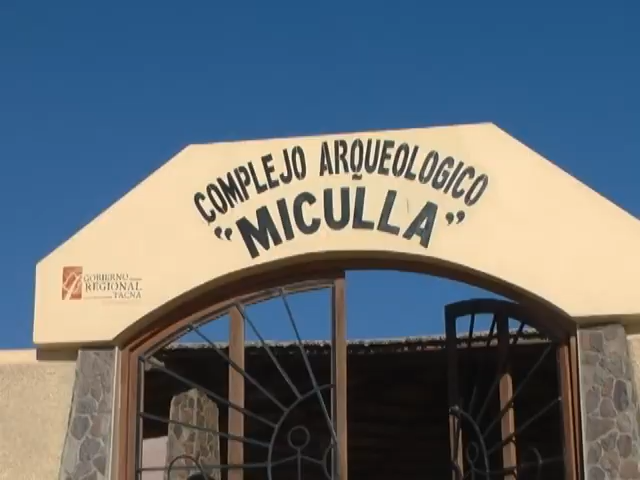 COMPLEJO ARQUEOLOGICO
"MICULLA"
GOBIERNO
REGIONAL
TACNA